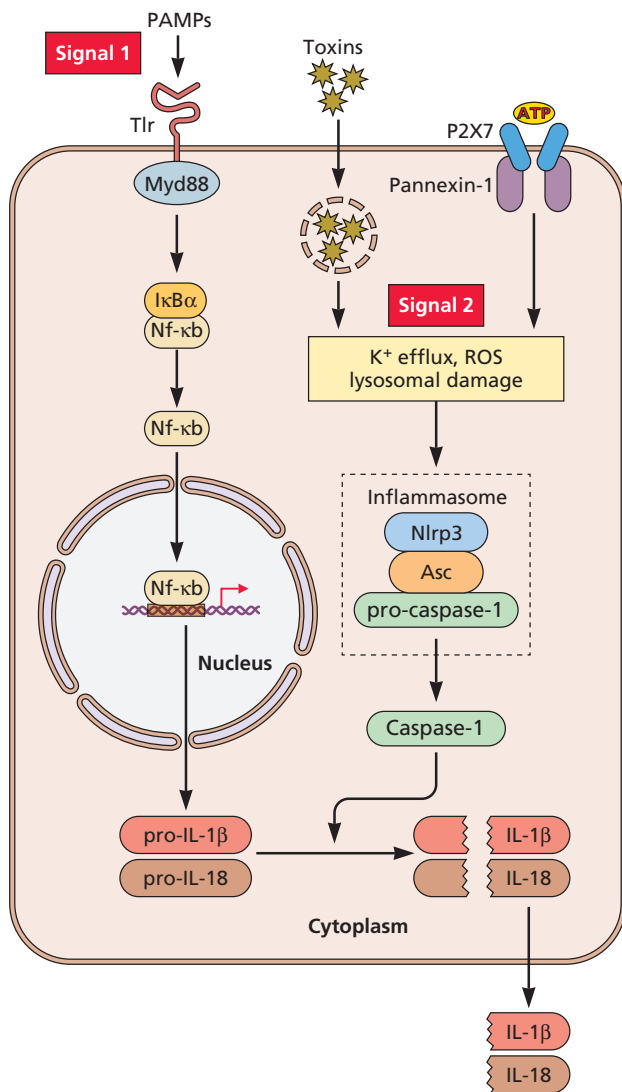 PAMPs
Signal 1
Tlr
Myd88
IκBα
Nf-κb
Nf-κb
Nf-κb
Nucleus
pro-IL-1β
pro-IL-18
Toxins
ATP
P2X7
Pannexin-1
Signal 2
K⁺ efflux, ROS
lysosomal damage
Inflammasome
Nlrp3
Asc
pro-caspase-1
Caspase-1
IL-1β
IL-18
Cytoplasm
IL-1β
IL-18